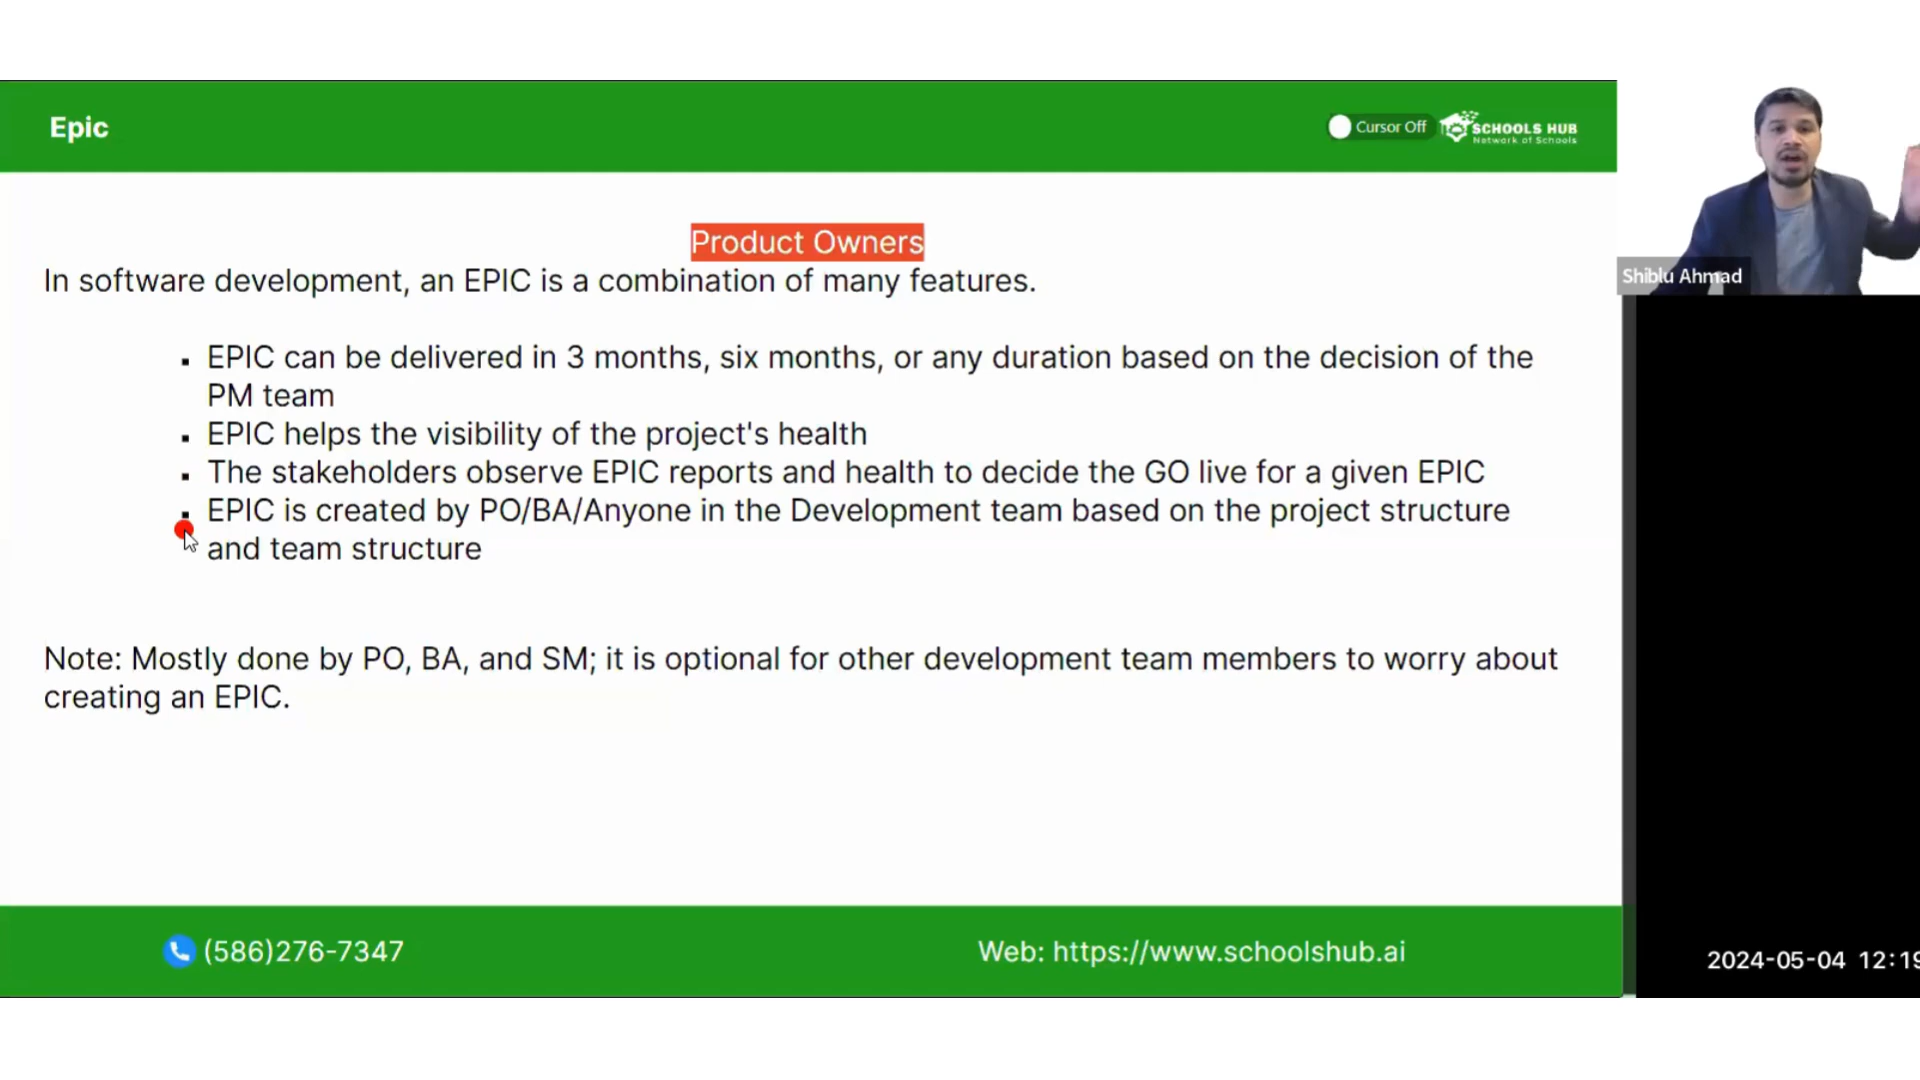 Epic
Cursor Off
SCHOOLS HUB
Network of Schools
Product Owners
In software development, an EPIC is a combination of many features.
▪ EPIC can be delivered in 3 months, six months, or any duration based on the decision of the
PM team
▪ EPIC helps the visibility of the project's health
▪ The stakeholders observe EPIC reports and health to decide the GO live for a given EPIC
▪ EPIC is created by PO/BA/Anyone in the Development team based on the project structure
and team structure
Note: Mostly done by PO, BA, and SM; it is optional for other development team members to worry about
creating an EPIC.
(586)276-7347
Web: https://www.schoolshub.ai
Shiblu Ahmad
2024-05-04 12:19